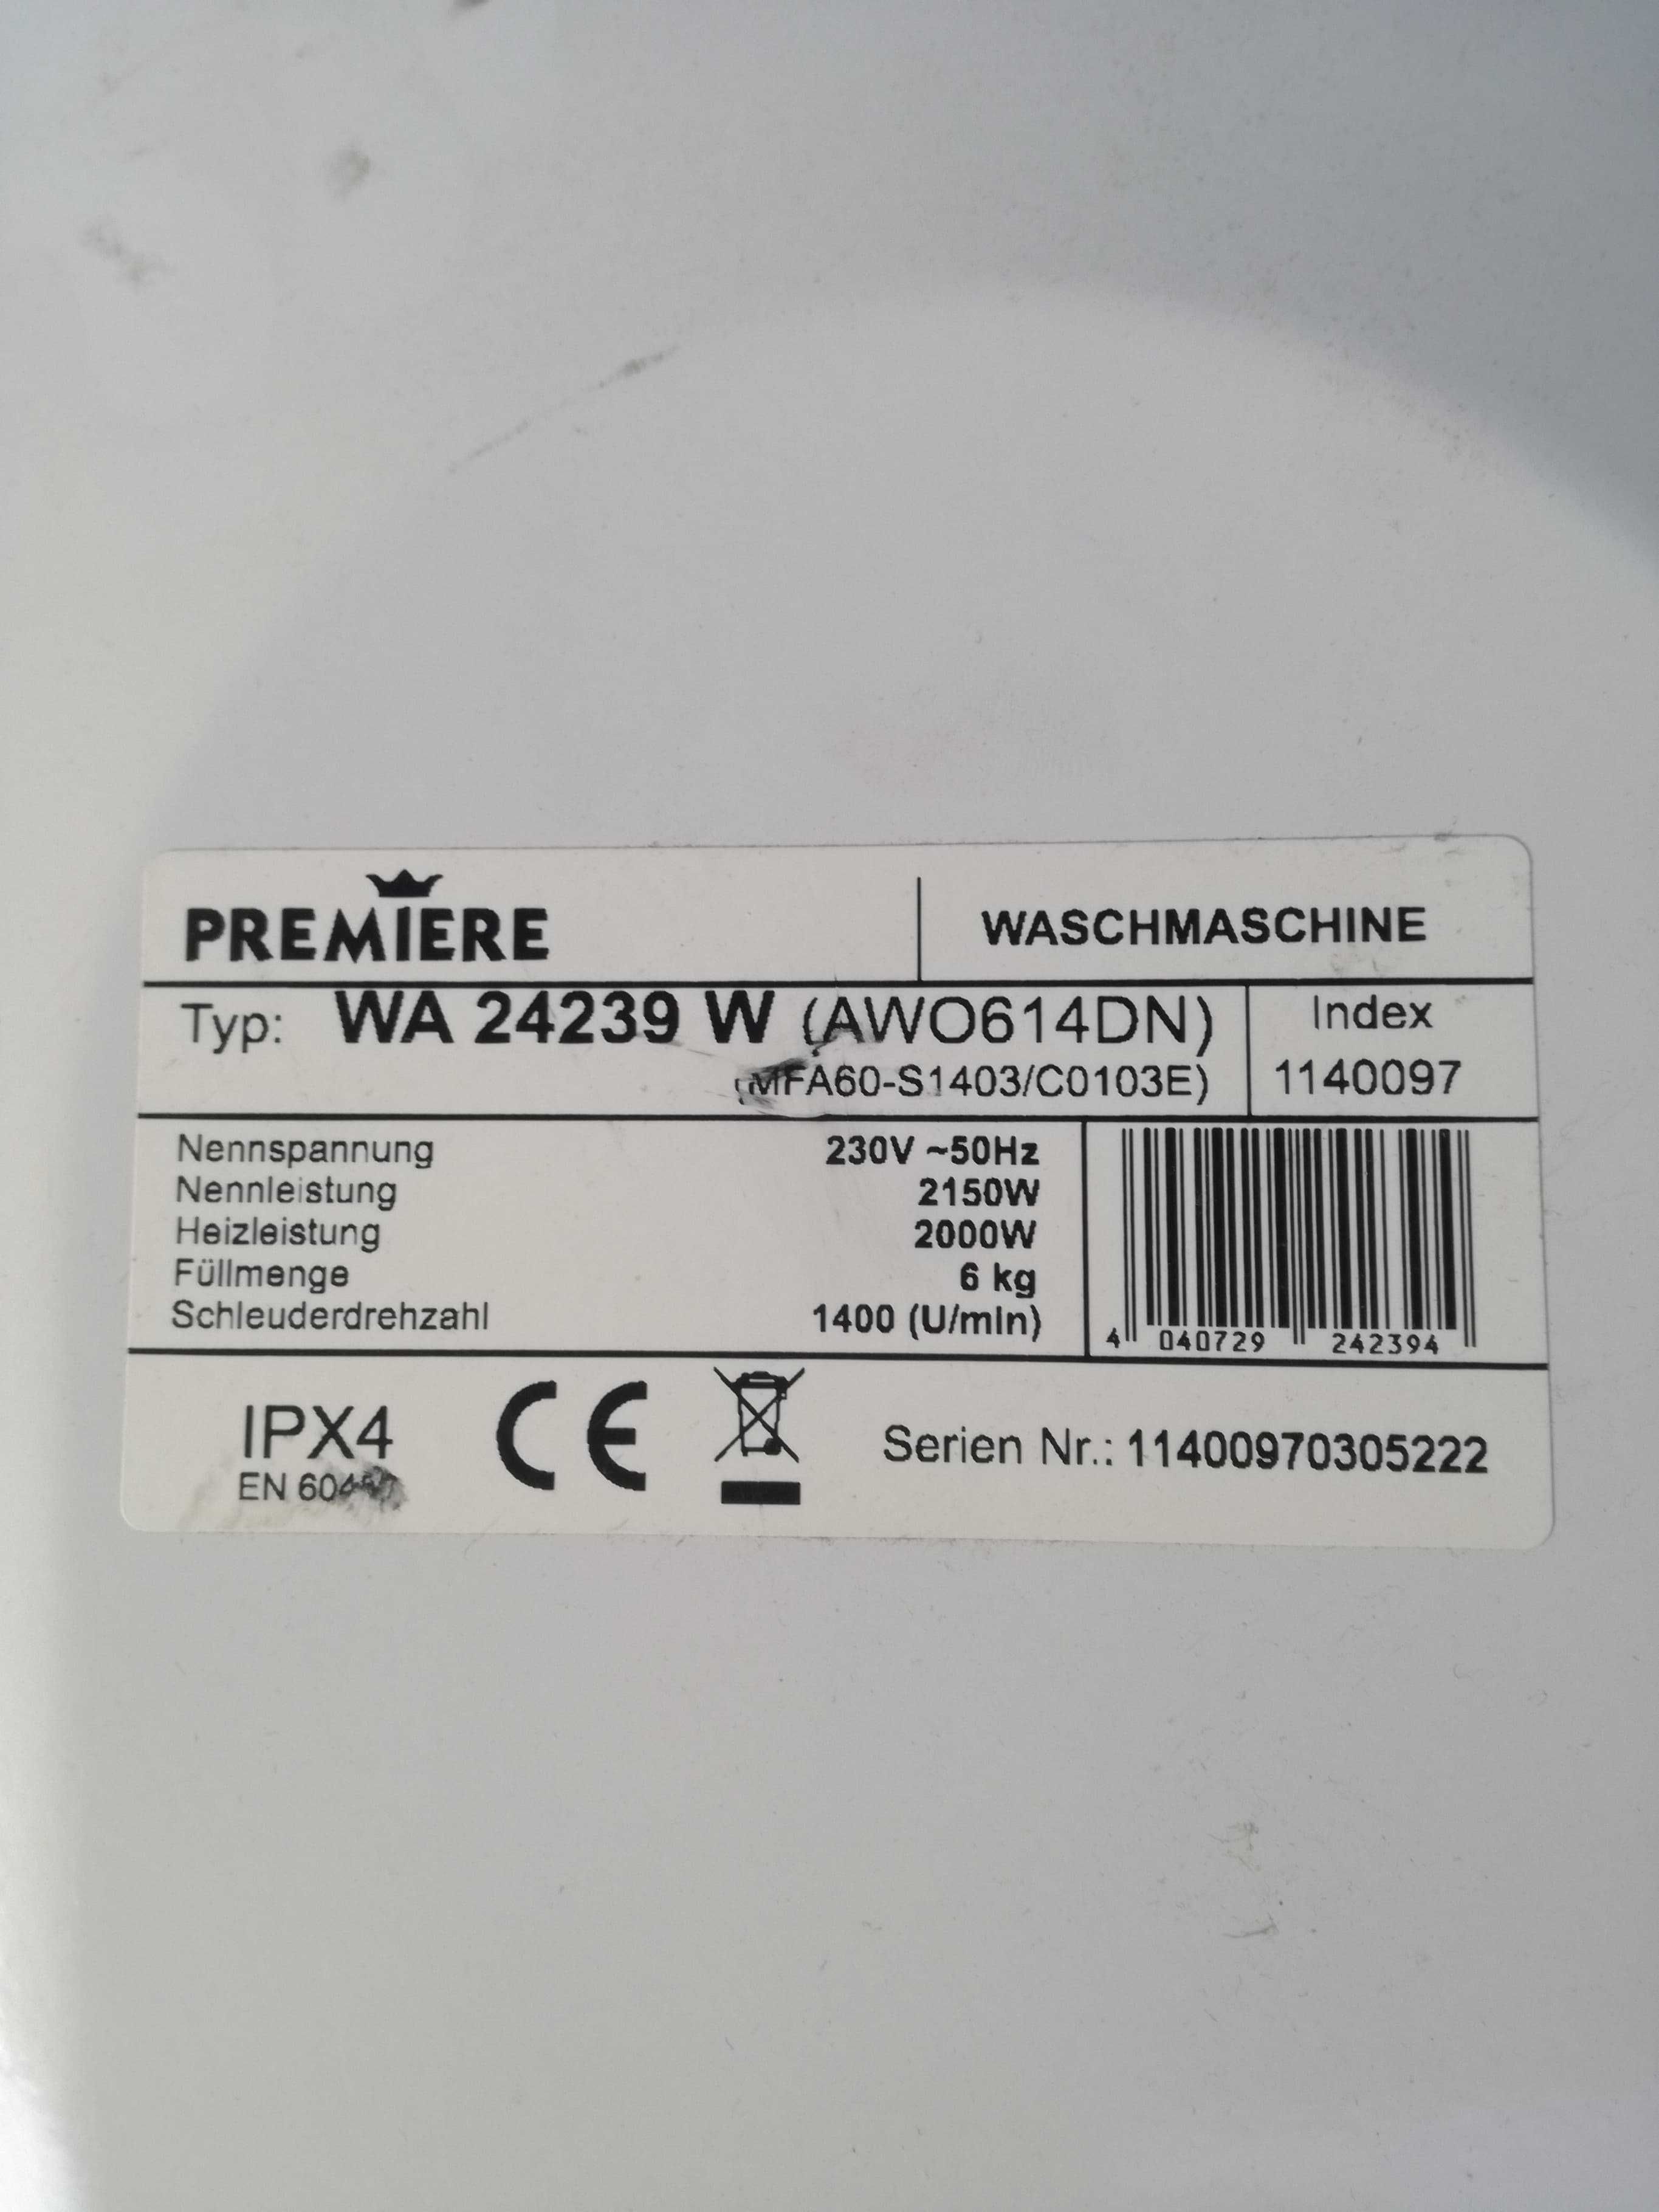 PREMIERE
WASCHMASCHINE
Typ: WA 24239 W (AWO614DN)
(MFA60-S1403/C0103E)
Index
1140097
Nennspannung 230V ~50Hz
Nennleistung 2150W
Heizleistung 2000W
Füllmenge 6 kg
Schleuderdrehzahl 1400 (U/min)
4 040729 242394
IPX4
EN
CE
Serien Nr.: 11400970305222